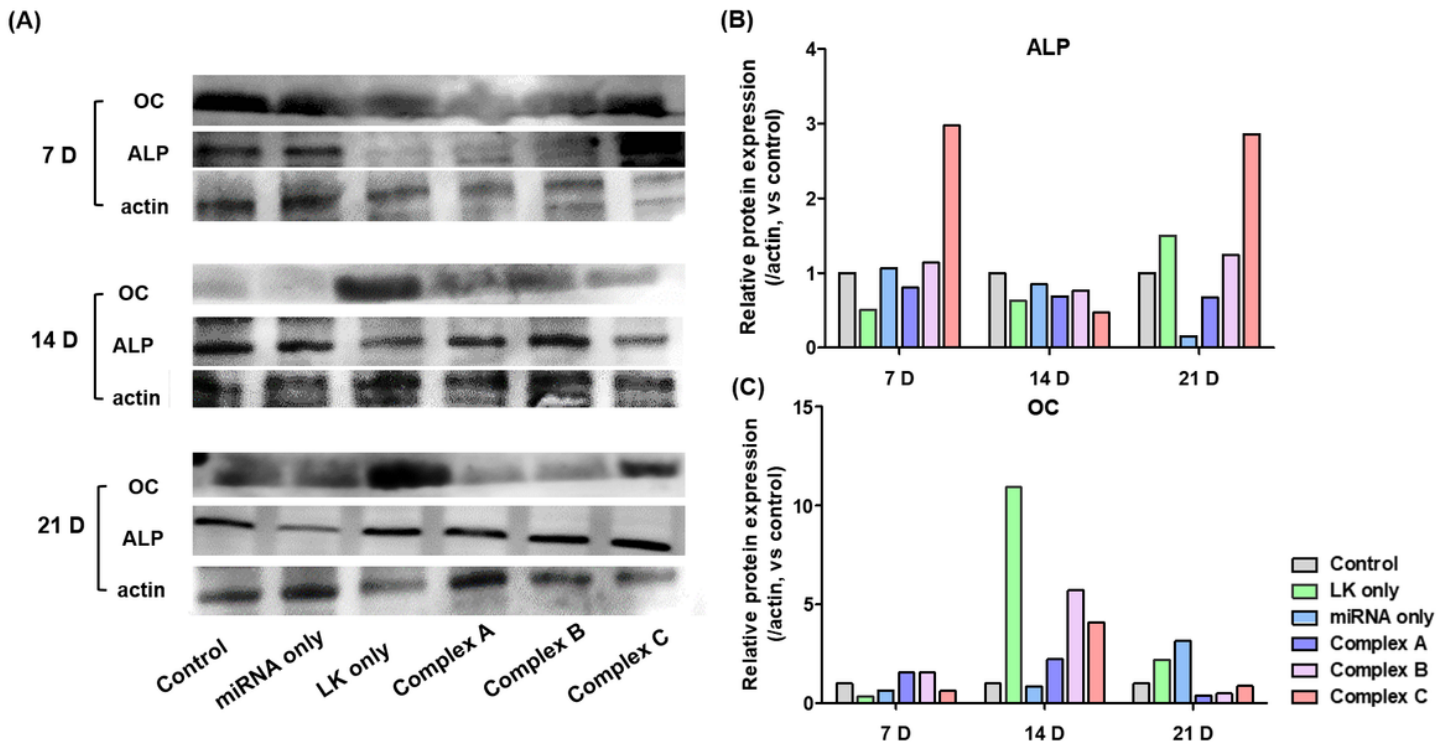 (A)
OC
ALP
actin
7 D
OC
ALP
actin
14 D
OC
ALP
actin
21 D
Control
miRNA only
LK only
Complex A
Complex B
Complex C
(B)
ALP
Relative protein expression
(/actin, vs control)
4
3
2
1
0
7 D
14 D
21 D
(C)
OC
Relative protein expression
(/actin, vs control)
15
10
5
0
7 D
14 D
21 D
Control
LK only
miRNA only
Complex A
Complex B
Complex C